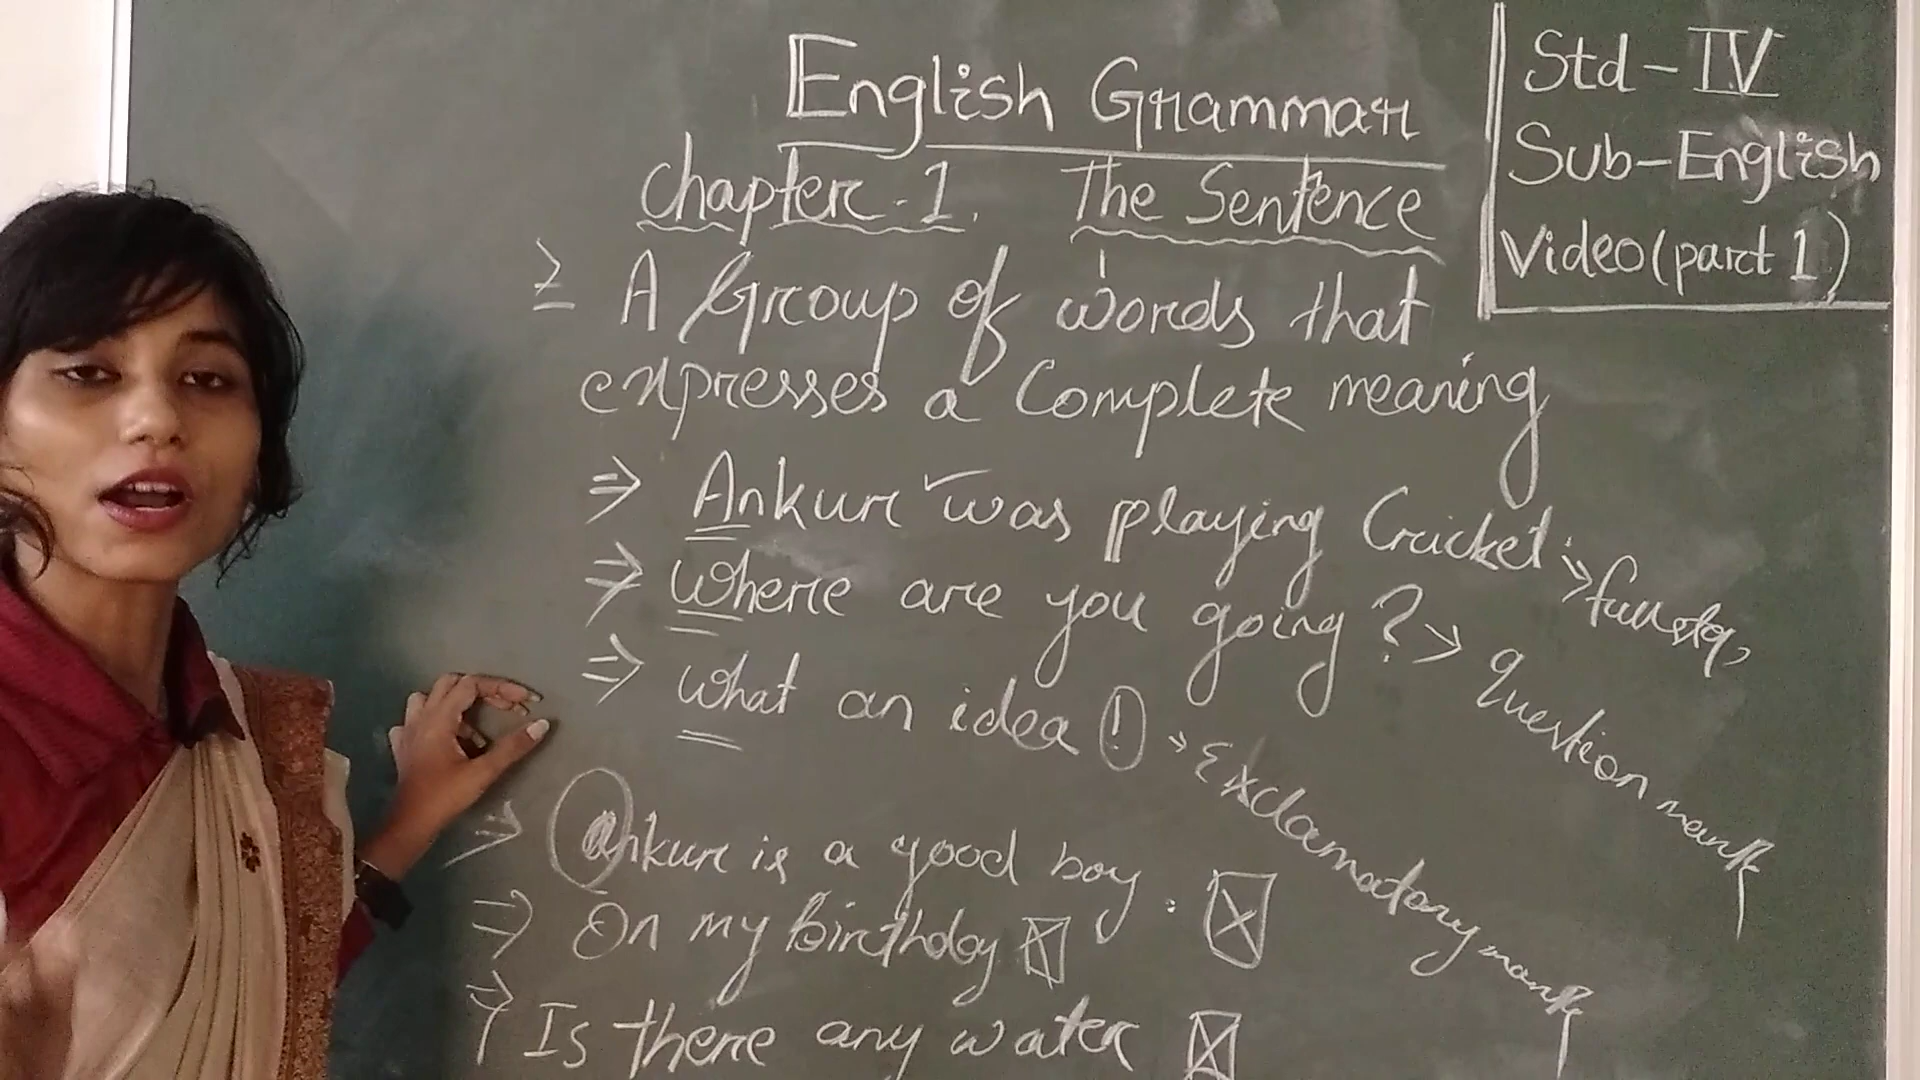 English Grammar
Chapter-1. The Sentence
A Group of words that
expresses a Complete meaning
⇒ Ankur was playing Cricket. →
⇒ Where are you going ? → question mark
⇒ What an idea ! → Exclamatory mark
⇒ ankur is a good boy.
⇒ On my birthday
⇒ Is there any water
Std-IV
Sub-English
Video (part 1)